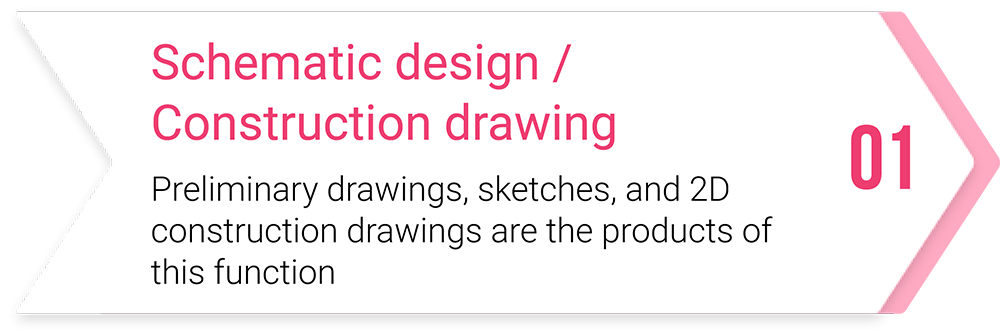 Schematic design /
Construction drawing
01
Preliminary drawings, sketches, and 2D
construction drawings are the products of
this function